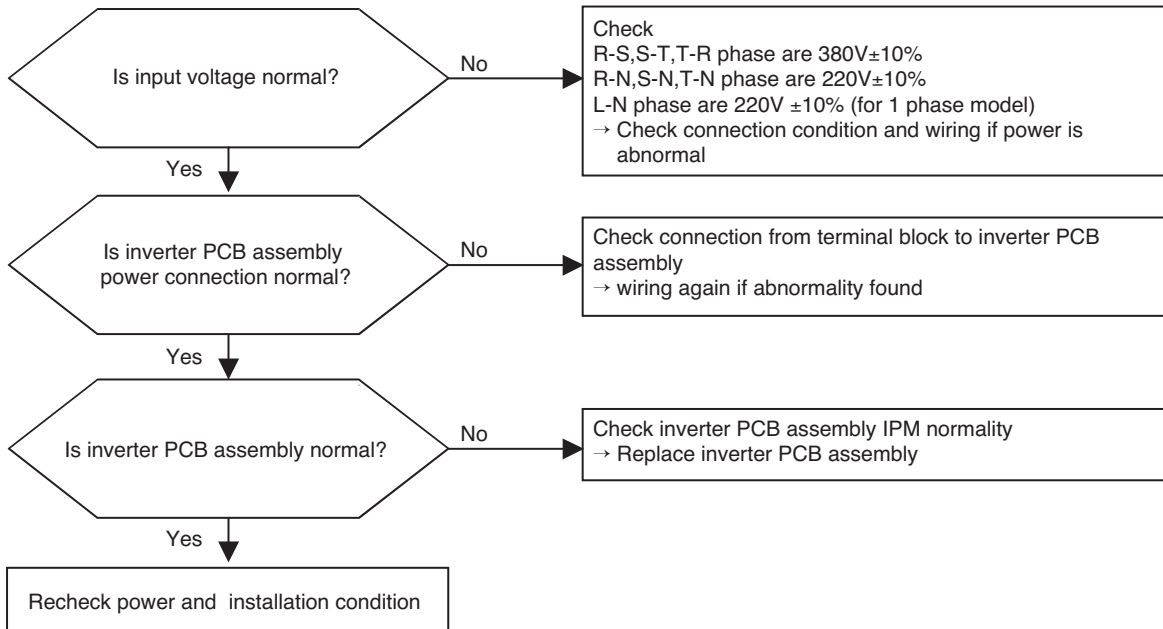 Is input voltage normal?
No
Check
R-S,S-T,T-R phase are 380V±10%
R-N,S-N,T-N phase are 220V±10%
L-N phase are 220V ±10% (for 1 phase model)
→ Check connection condition and wiring if power is
abnormal
Yes
Is inverter PCB assembly
power connection normal?
No
Check connection from terminal block to inverter PCB
assembly
→ wiring again if abnormality found
Yes
Is inverter PCB assembly normal?
No
Check inverter PCB assembly IPM normality
→ Replace inverter PCB assembly
Yes
Recheck power and  installation condition